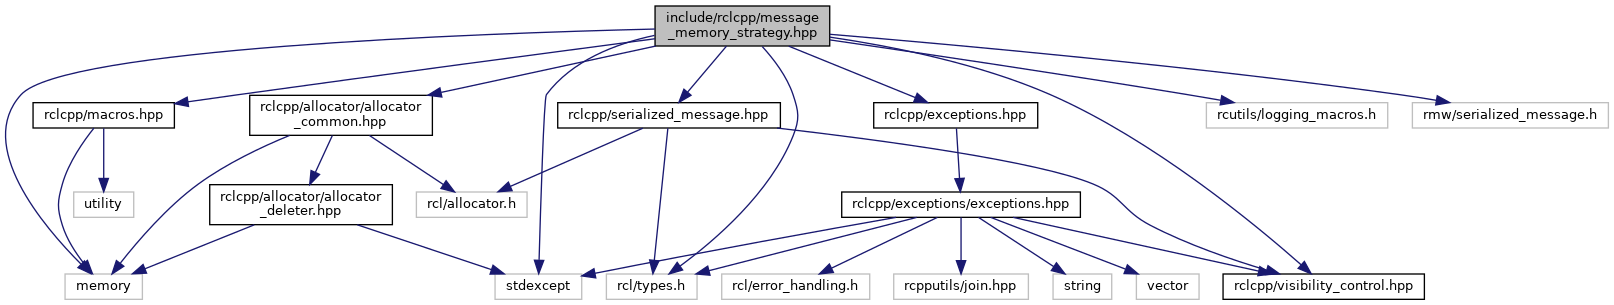 include/rclcpp/message
_memory_strategy.hpp
rclcpp/macros.hpp
rclcpp/allocator/allocator
_common.hpp
rclcpp/serialized_message.hpp
rclcpp/exceptions.hpp
rcutils/logging_macros.h
rmw/serialized_message.h
utility
rclcpp/allocator/allocator
_deleter.hpp
rcl/allocator.h
rclcpp/exceptions/exceptions.hpp
memory
stdexcept
rcl/types.h
rcl/error_handling.h
rcpputils/join.hpp
string
vector
rclcpp/visibility_control.hpp